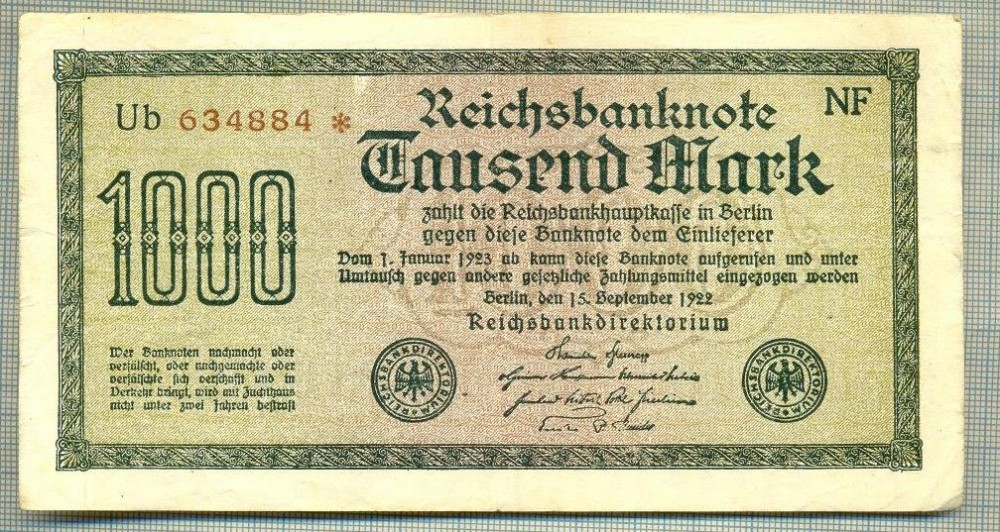 Ub 634884 *
NF
Reichsbanknote
Tausend Mark
1000
zahlt die Reichsbankhauptkasse in Berlin
gegen diese Banknote dem Einlieferer
Vom 1. Januar 1923 ab kann diese Banknote aufgerufen und unter
Umtausch gegen andere gesetzliche Zahlungsmittel eingezogen werden
Berlin, den 15. September 1922
Reichsbankdirektorium
Wer Banknoten nachmacht oder
verfälscht, oder nachgemachte oder
verfälschte sich verschafft und in
Verkehr bringt, wird mit Zuchthaus
nicht unter zwei Jahren bestraft
REICHSBANKDIREKTORIUM
REICHSBANKDIREKTORIUM